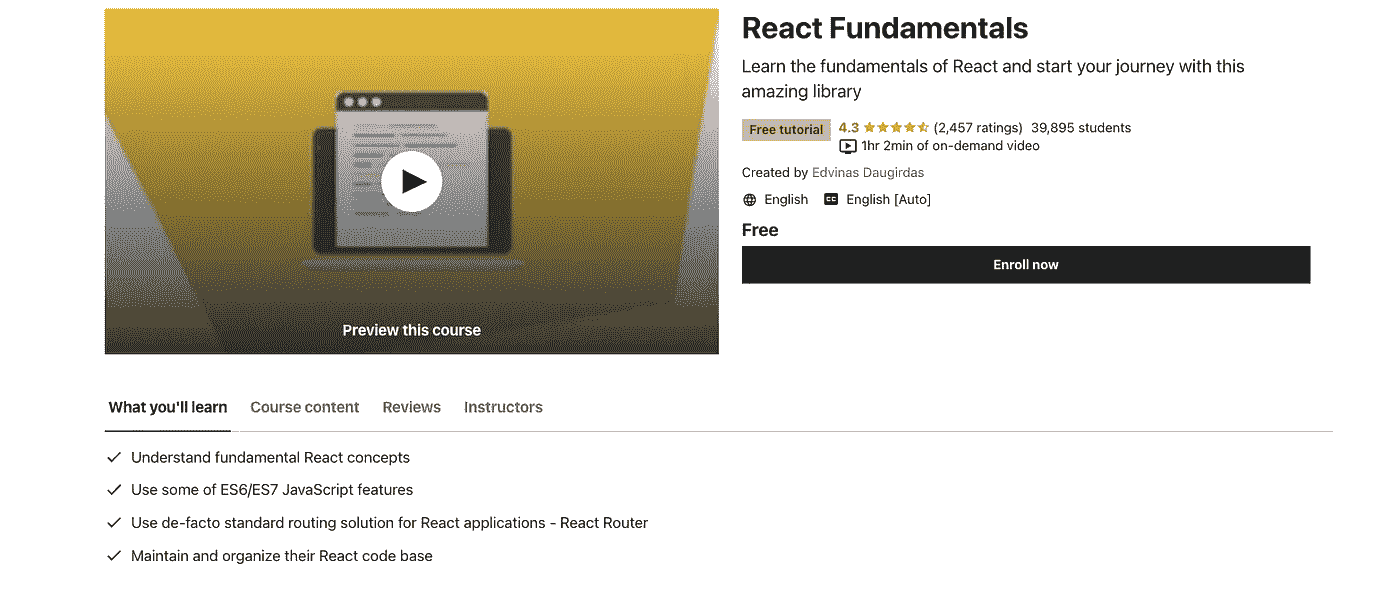 React Fundamentals
Learn the fundamentals of React and start your journey with this
amazing library
Free tutorial 4.3 (2,457 ratings) 39,895 students
1hr 2min of on-demand video
Created by Edvinas Daugirdas
English CC English [Auto]
Free
Enroll now
Preview this course
What you'll learn Course content Reviews Instructors
Understand fundamental React concepts
Use some of ES6/ES7 JavaScript features
Use de-facto standard routing solution for React applications - React Router
Maintain and organize their React code base